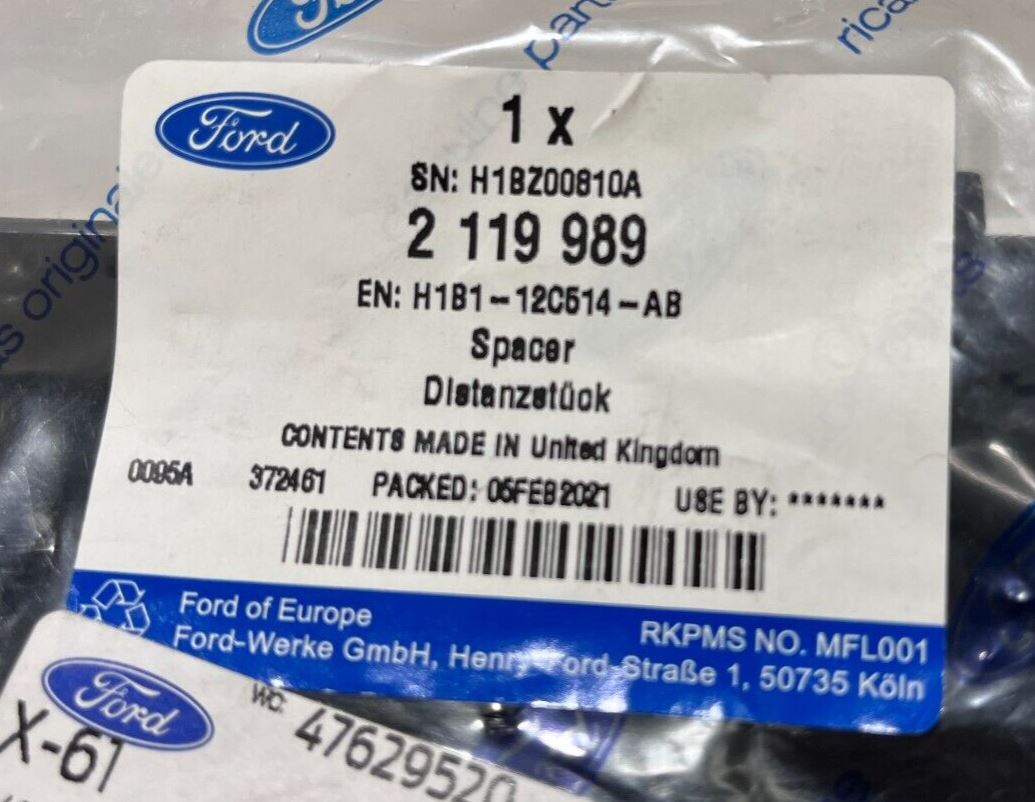 Ford
Ford
1 x
SN: H1BZ00810A
2 119 989
EN: H1B1-12C514-AB
Spacer
Distanzstück
CONTENTS MADE IN United Kingdom
0095A 372461 PACKED: 05FEB2021 USE BY: *******
Ford of Europe
Ford-Werke GmbH, Henry-Ford-Straße 1, 50735 Köln
RKPMS NO. MFL001
Ford
WO: 47629520
X-61